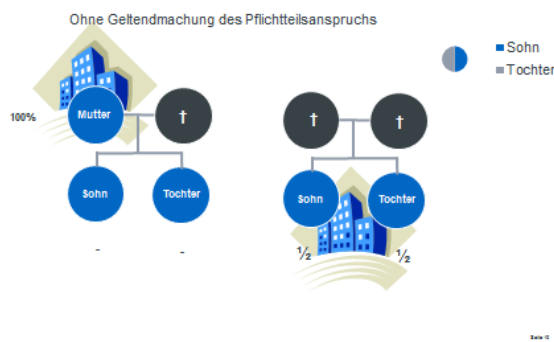 Ohne Geltendmachung des Pflichtteilsanspruchs
Sohn
Tochter
100%
Mutter
†
†
†
Sohn
Tochter
Sohn
Tochter
-
-
½
½